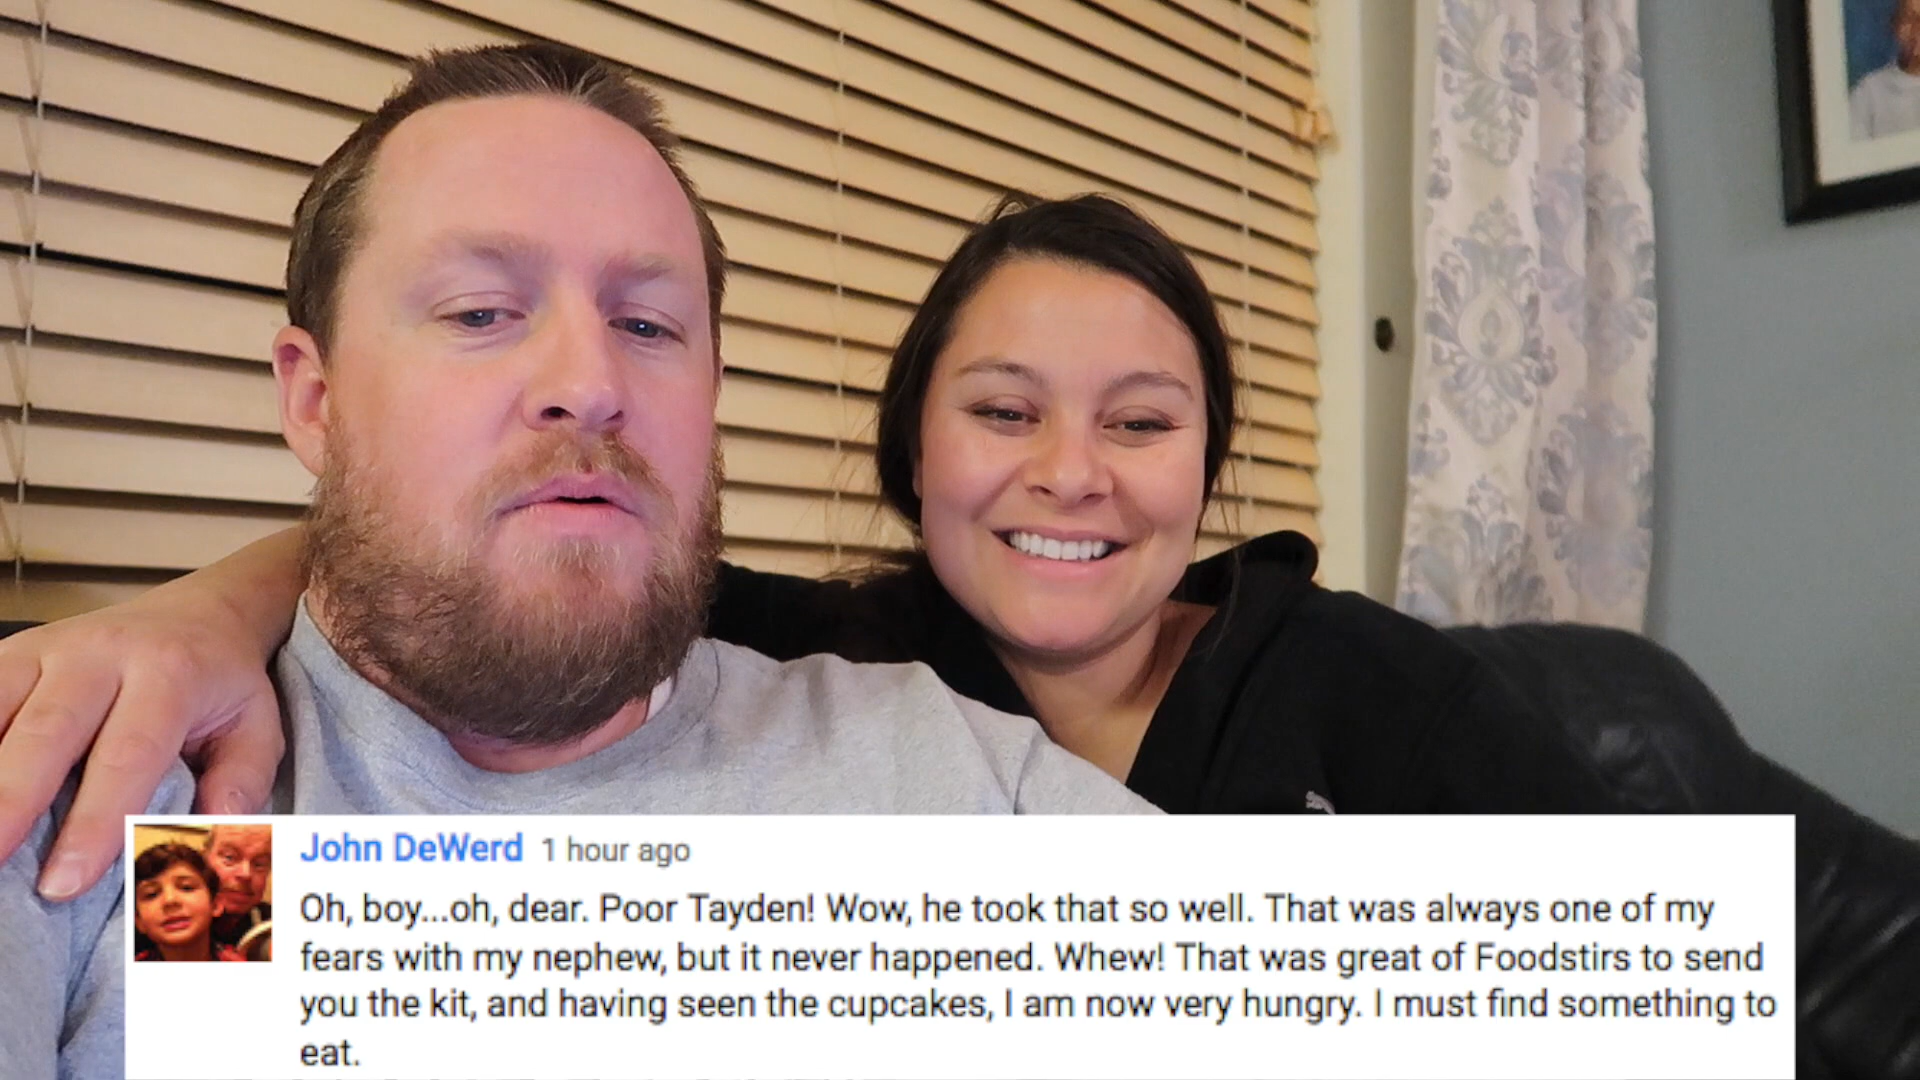 John DeWerd 1 hour ago
Oh, boy...oh, dear. Poor Tayden! Wow, he took that so well. That was always one of my
fears with my nephew, but it never happened. Whew! That was great of Foodstirs to send
you the kit, and having seen the cupcakes, I am now very hungry. I must find something to
eat.